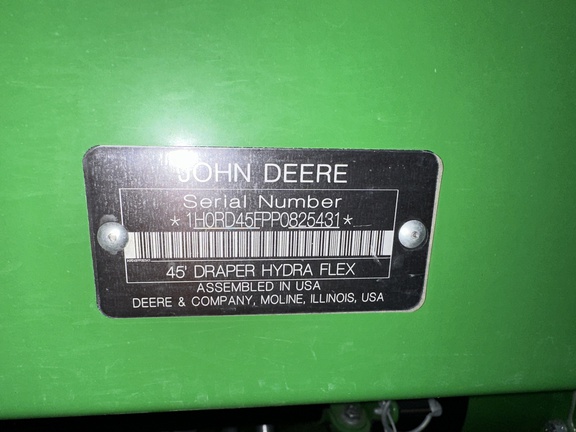 JOHN DEERE
Serial Number
*1H0RD45FPP0825431*
45' DRAPER HYDRA FLEX
ASSEMBLED IN USA
DEERE & COMPANY, MOLINE, ILLINOIS, USA